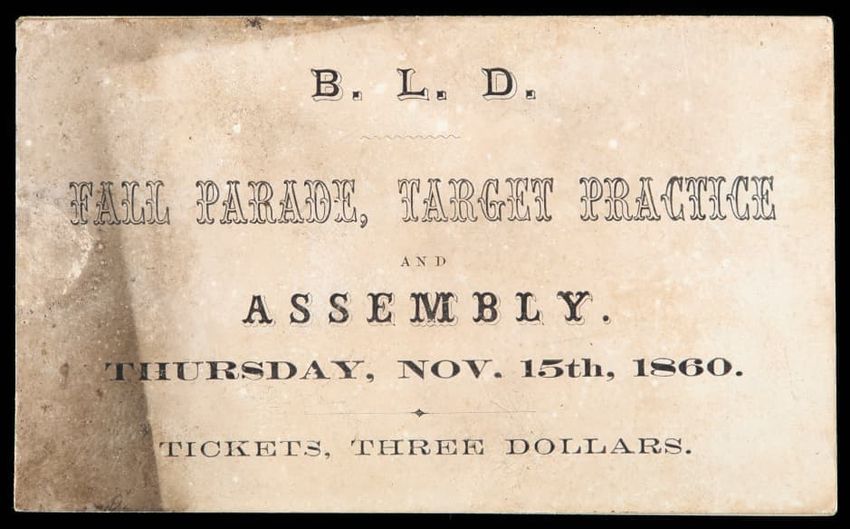 B. L. D.
FALL PARADE, TARGET PRACTICE
AND
ASSEMBLY.
THURSDAY, NOV. 15th, 1860.
TICKETS, THREE DOLLARS.